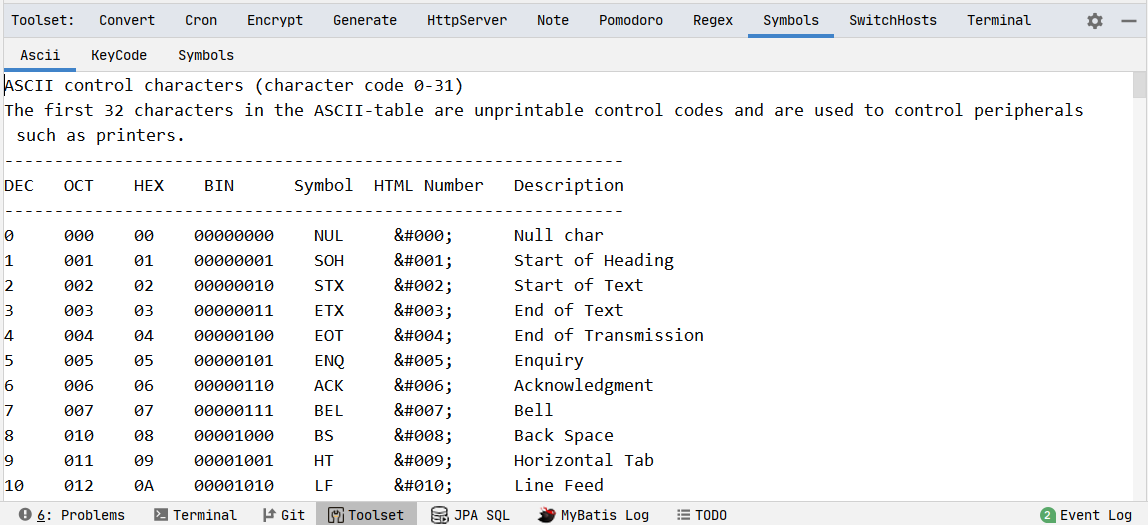 Toolset: Convert Cron Encrypt Generate HttpServer Note Pomodoro Regex Symbols SwitchHosts Terminal
Ascii KeyCode Symbols
ASCII control characters (character code 0-31)
The first 32 characters in the ASCII-table are unprintable control codes and are used to control peripherals
such as printers.
--------------------------------------------------------------
DEC OCT HEX BIN Symbol HTML Number Description
--------------------------------------------------------------
0 000 00 00000000 NUL &#000; Null char
1 001 01 00000001 SOH &#001; Start of Heading
2 002 02 00000010 STX &#002; Start of Text
3 003 03 00000011 ETX &#003; End of Text
4 004 04 00000100 EOT &#004; End of Transmission
5 005 05 00000101 ENQ &#005; Enquiry
6 006 06 00000110 ACK &#006; Acknowledgment
7 007 07 00000111 BEL &#007; Bell
8 010 08 00001000 BS &#008; Back Space
9 011 09 00001001 HT &#009; Horizontal Tab
10 012 0A 00001010 LF &#010; Line Feed
6: Problems Terminal Git Toolset JPA SQL MyBatis Log TODO 2 Event Log